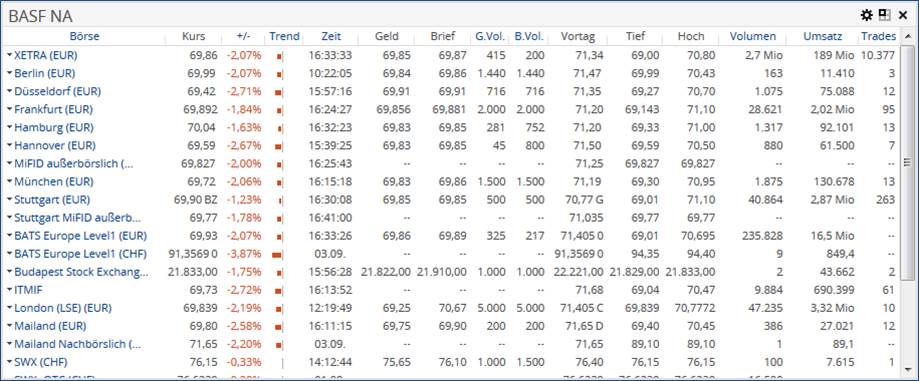 BASF NA
Börse Kurs +/- Trend Zeit Geld Brief G.Vol. B.Vol. Vortag Tief Hoch Volumen Umsatz Trades
XETRA (EUR) 69,86 -2,07% 16:33:33 69,85 69,87 415 200 71,34 69,00 70,80 2,7 Mio 189 Mio 10.377
Berlin (EUR) 69,99 -2,07% 10:22:05 69,84 69,86 1.440 1.440 71,47 69,99 70,43 163 11.410 3
Düsseldorf (EUR) 69,42 -2,71% 15:57:16 69,91 69,91 716 716 71,35 69,27 70,70 1.075 75.088 12
Frankfurt (EUR) 69,892 -1,84% 16:24:27 69,856 69,881 2.000 2.000 71,20 69,143 71,10 28.621 2,02 Mio 95
Hamburg (EUR) 70,04 -1,63% 16:32:23 69,83 69,85 281 752 71,20 69,33 71,00 1.317 92.101 13
Hannover (EUR) 69,59 -2,67% 15:39:25 69,83 69,85 45 800 71,50 69,59 70,50 880 61.500 7
MiFID außerbörslich (... 69,827 -2,00% 16:25:43 -- -- -- -- 71,25 69,827 69,827 -- -- --
München (EUR) 69,72 -2,06% 16:15:18 69,83 69,86 1.500 1.500 71,19 69,30 70,95 1.875 130.678 13
Stuttgart (EUR) 69,90 BZ -1,23% 16:30:08 69,85 69,85 500 500 70,77 G 69,01 71,10 40.864 2,87 Mio 263
Stuttgart MiFID außerb... 69,77 -1,78% 16:41:00 -- -- -- -- 71,035 69,77 69,77 -- -- --
BATS Europe Level1 (EUR) 69,93 -2,07% 16:33:26 69,86 69,89 325 217 71,405 0 69,01 70,695 235.828 16,5 Mio --
BATS Europe Level1 (CHF) 91,3569 0 -3,87% 03.09. -- -- -- -- 91,3569 0 94,35 94,40 9 849,4 --
Budapest Stock Exchang... 21.833,00 -1,75% 15:56:28 21.822,00 21.910,00 1.000 1.000 22.221,00 21.829,00 21.833,00 2 43.662 2
ITMIF 69,73 -2,72% 16:13:52 -- -- -- -- 71,68 69,04 70,47 9.884 690.399 61
London (LSE) (EUR) 69,839 -2,19% 12:19:49 69,25 70,67 5.000 5.000 71,405 C 69,839 70,7772 47.235 3,32 Mio 10
Mailand (EUR) 69,80 -2,58% 16:11:15 69,75 69,90 200 200 71,65 D 69,40 70,45 386 27.021 12
Mailand Nachbörslich (... 71,65 -2,20% 03.09. -- -- -- -- 71,65 89,10 89,10 1 89,1 --
SWX (CHF) 76,15 -0,33% 14:12:44 75,65 76,10 1.000 1.500 76,40 76,15 76,15 100 7.615 1